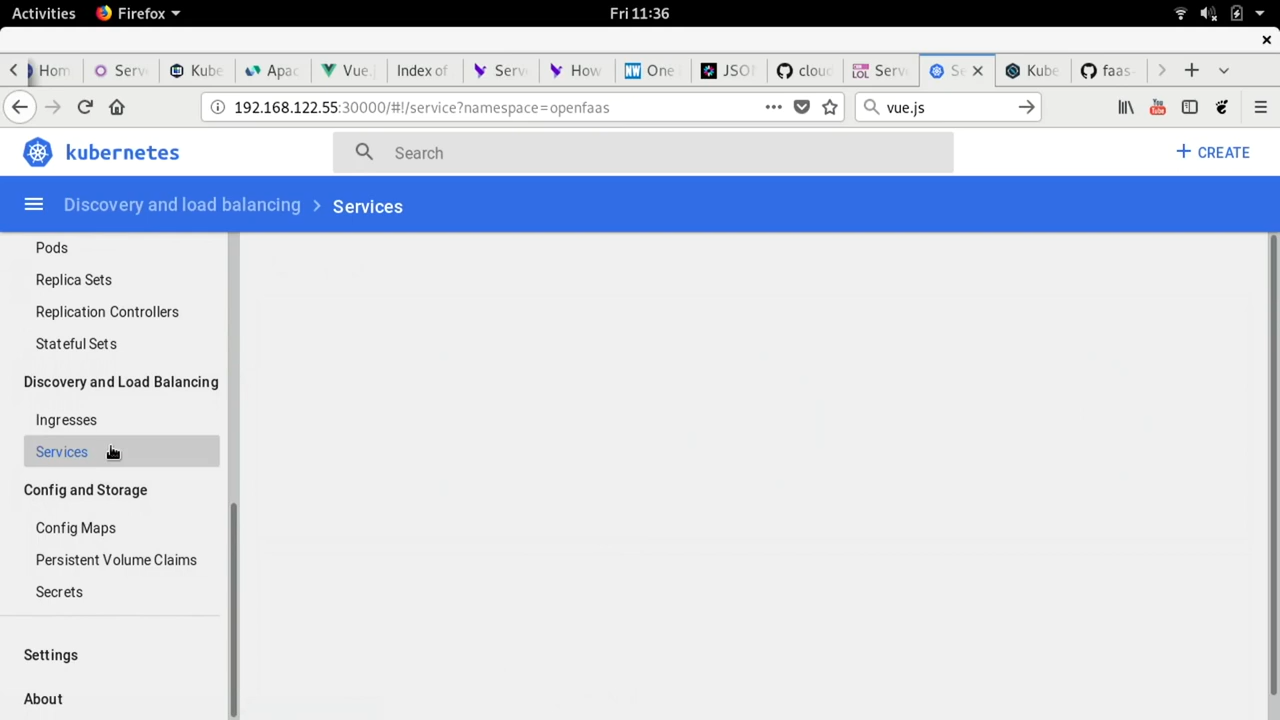 Activities Firefox Fri 11:36
Hom Serv Kube Apac Vue. Index of Serv How One JSO cloud Serv Se Kube faas
192.168.122.55:30000/#!/service?namespace=openfaas vue.js
kubernetes Search + CREATE
Discovery and load balancing > Services
Pods
Replica Sets
Replication Controllers
Stateful Sets
Discovery and Load Balancing
Ingresses
Services
Config and Storage
Config Maps
Persistent Volume Claims
Secrets
Settings
About